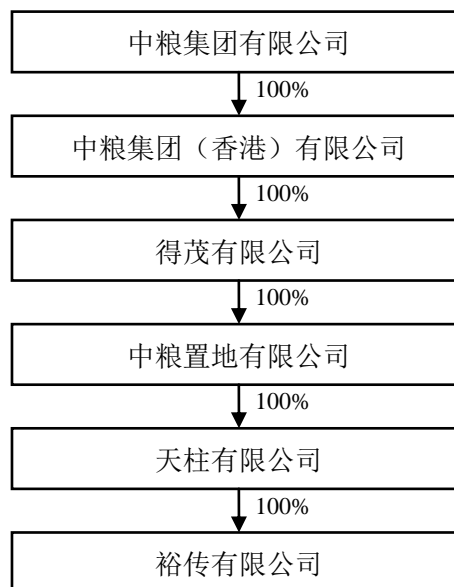 中粮集团有限公司
100%
中粮集团（香港）有限公司
100%
得茂有限公司
100%
中粮置地有限公司
100%
天柱有限公司
100%
裕传有限公司